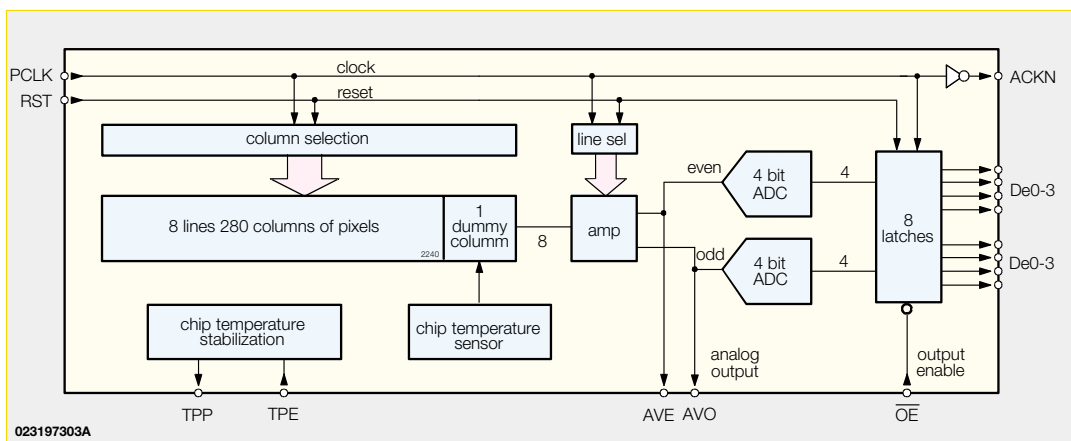 PCLK
RST
clock
reset
ACKN
column selection
line sel
8 lines 280 columns of pixels
2240
1
dummy
columm
8
amp
even
odd
4 bit
ADC
4
4 bit
ADC
4
8
latches
De0-3
De0-3
chip temperature
stabilization
chip temperature
sensor
analog
output
output
enable
TPP
TPE
AVE
AVO
OE
023197303A